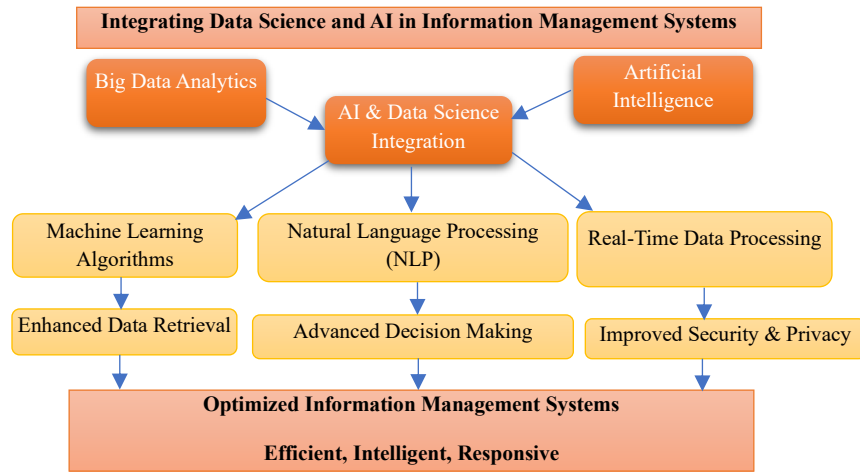 Integrating Data Science and AI in Information Management Systems
Big Data Analytics
Artificial
Intelligence
AI & Data Science
Integration
Machine Learning
Algorithms
Natural Language Processing
(NLP)
Real-Time Data Processing
Enhanced Data Retrieval
Advanced Decision Making
Improved Security & Privacy
Optimized Information Management Systems
Efficient, Intelligent, Responsive